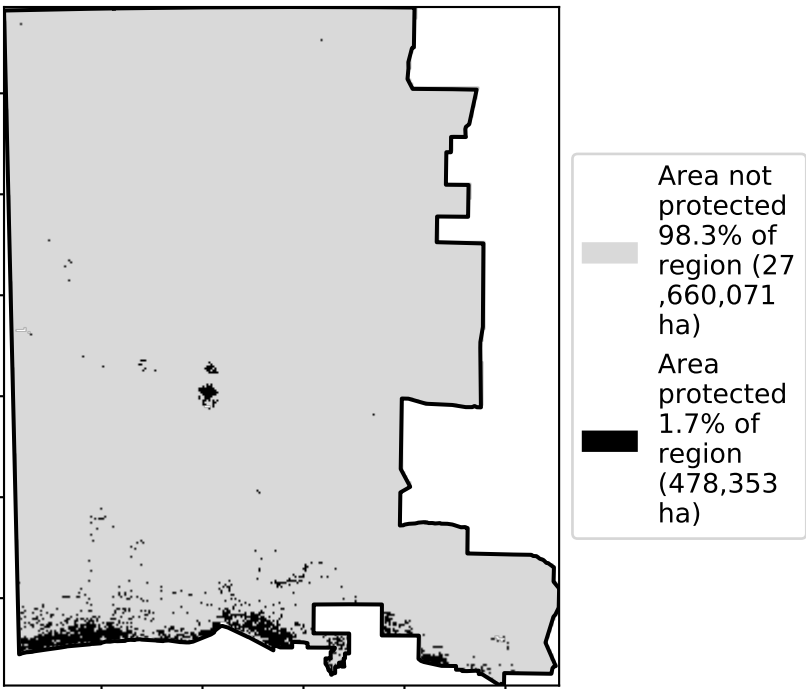 Area not
protected
98.3% of
region (27
,660,071
ha)
Area
protected
1.7% of
region
(478,353
ha)